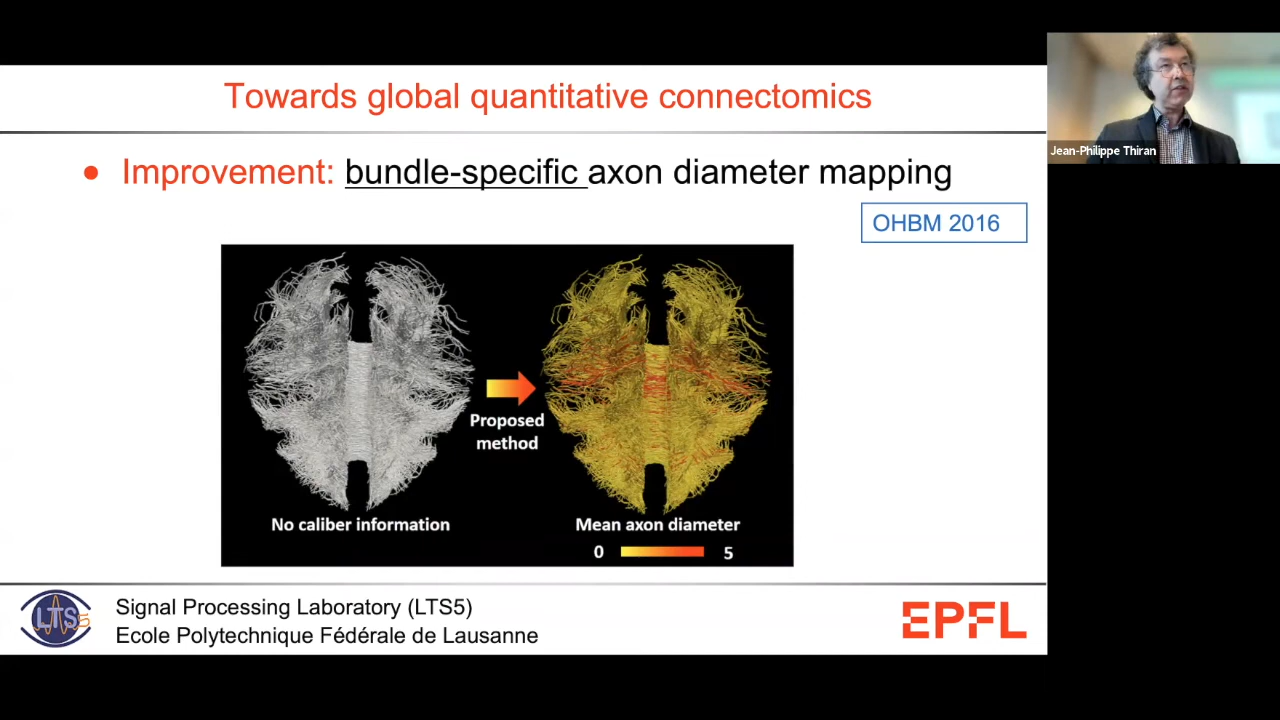 Towards global quantitative connectomics
Jean-Philippe Thiran
● Improvement: bundle-specific axon diameter mapping
OHBM 2016
Proposed
method
No caliber information
Mean axon diameter
0 5
LTS5
Signal Processing Laboratory (LTS5)
Ecole Polytechnique Fédérale de Lausanne
EPFL